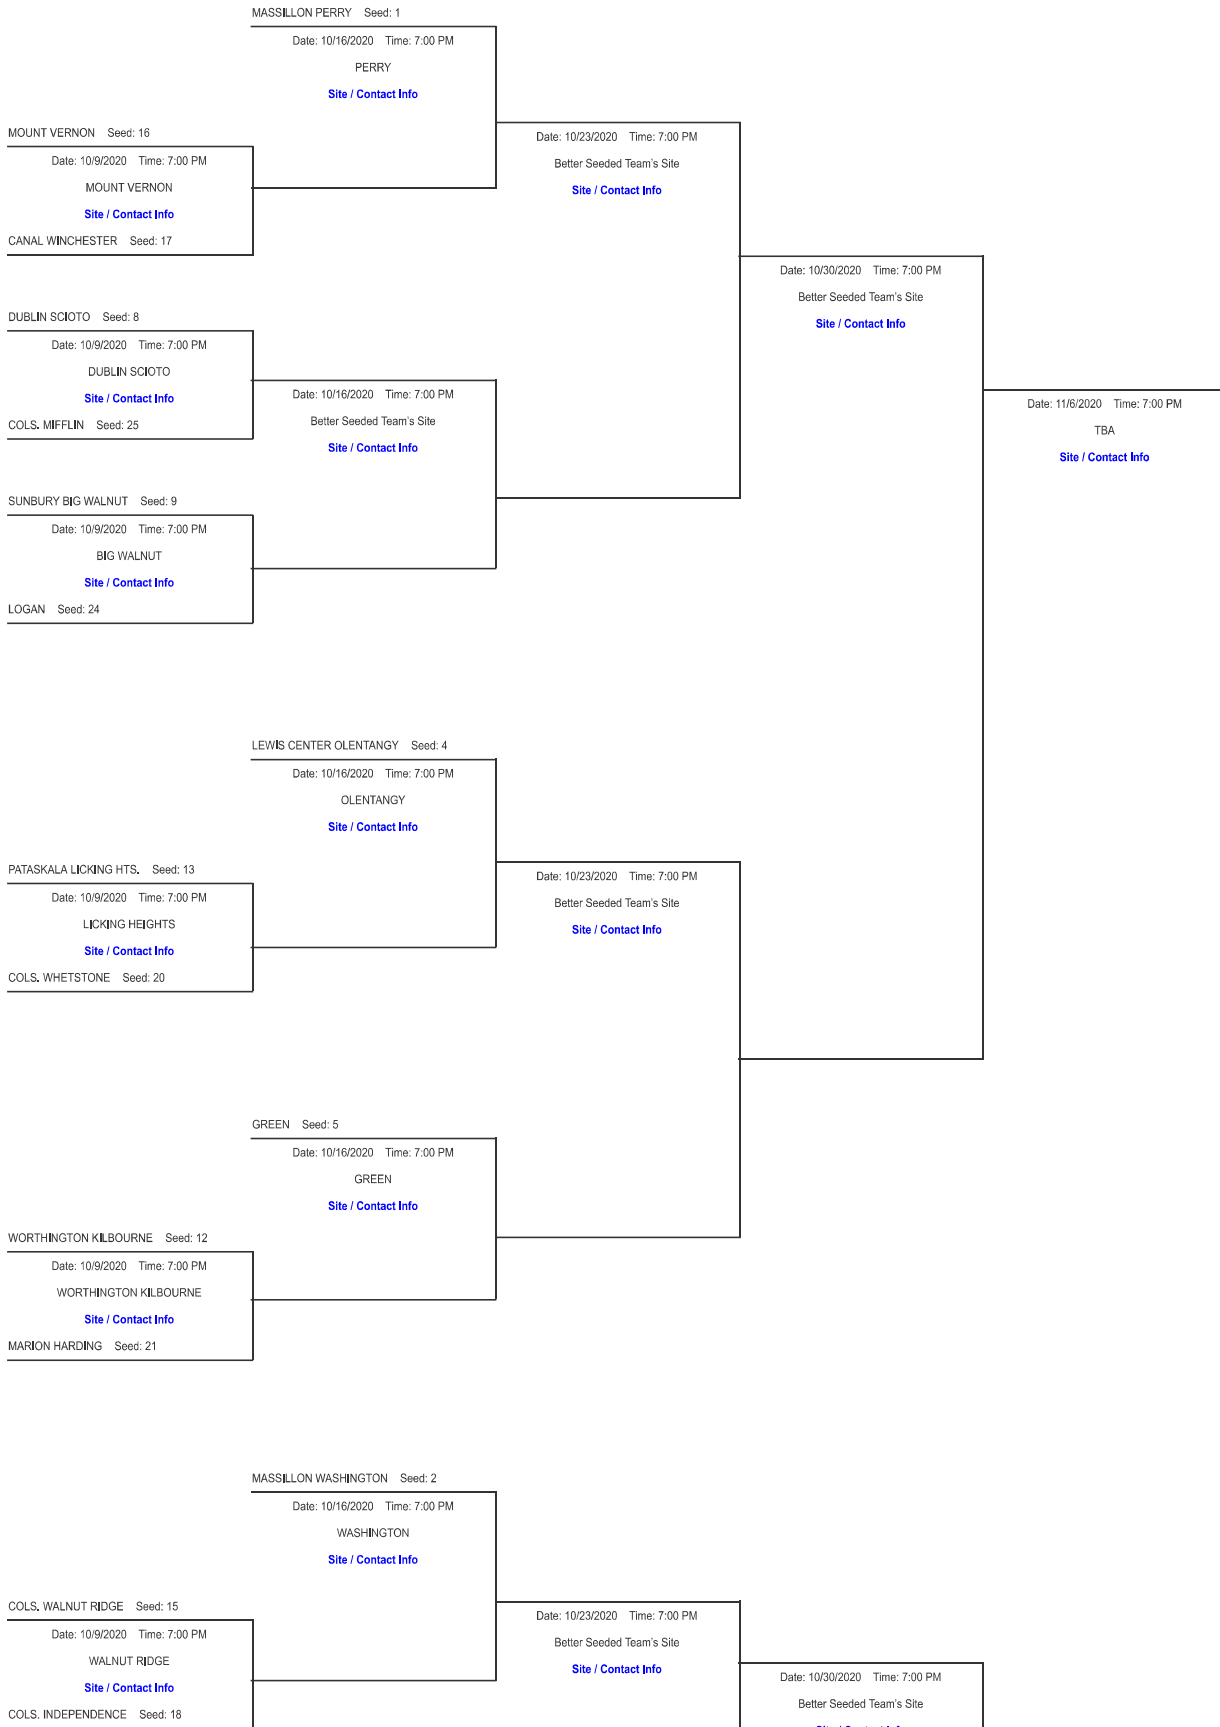 MASSILLON PERRY Seed: 1
Date: 10/16/2020 Time: 7:00 PM
PERRY
Site / Contact Info
MOUNT VERNON Seed: 16
Date: 10/9/2020 Time: 7:00 PM
MOUNT VERNON
Site / Contact Info
CANAL WINCHESTER Seed: 17
Date: 10/23/2020 Time: 7:00 PM
Better Seeded Team's Site
Site / Contact Info
DUBLIN SCIOTO Seed: 8
Date: 10/9/2020 Time: 7:00 PM
DUBLIN SCIOTO
Site / Contact Info
COLS. MIFFLIN Seed: 25
Date: 10/16/2020 Time: 7:00 PM
Better Seeded Team's Site
Site / Contact Info
SUNBURY BIG WALNUT Seed: 9
Date: 10/9/2020 Time: 7:00 PM
BIG WALNUT
Site / Contact Info
LOGAN Seed: 24
Date: 10/30/2020 Time: 7:00 PM
Better Seeded Team's Site
Site / Contact Info
Date: 11/6/2020 Time: 7:00 PM
TBA
Site / Contact Info
LEWIS CENTER OLENTANGY Seed: 4
Date: 10/16/2020 Time: 7:00 PM
OLENTANGY
Site / Contact Info
PATASKALA LICKING HTS. Seed: 13
Date: 10/9/2020 Time: 7:00 PM
LICKING HEIGHTS
Site / Contact Info
COLS. WHETSTONE Seed: 20
Date: 10/23/2020 Time: 7:00 PM
Better Seeded Team's Site
Site / Contact Info
GREEN Seed: 5
Date: 10/16/2020 Time: 7:00 PM
GREEN
Site / Contact Info
WORTHINGTON KILBOURNE Seed: 12
Date: 10/9/2020 Time: 7:00 PM
WORTHINGTON KILBOURNE
Site / Contact Info
MARION HARDING Seed: 21
MASSILLON WASHINGTON Seed: 2
Date: 10/16/2020 Time: 7:00 PM
WASHINGTON
Site / Contact Info
COLS. WALNUT RIDGE Seed: 15
Date: 10/9/2020 Time: 7:00 PM
WALNUT RIDGE
Site / Contact Info
COLS. INDEPENDENCE Seed: 18
Date: 10/23/2020 Time: 7:00 PM
Better Seeded Team's Site
Site / Contact Info
Date: 10/30/2020 Time: 7:00 PM
Better Seeded Team's Site